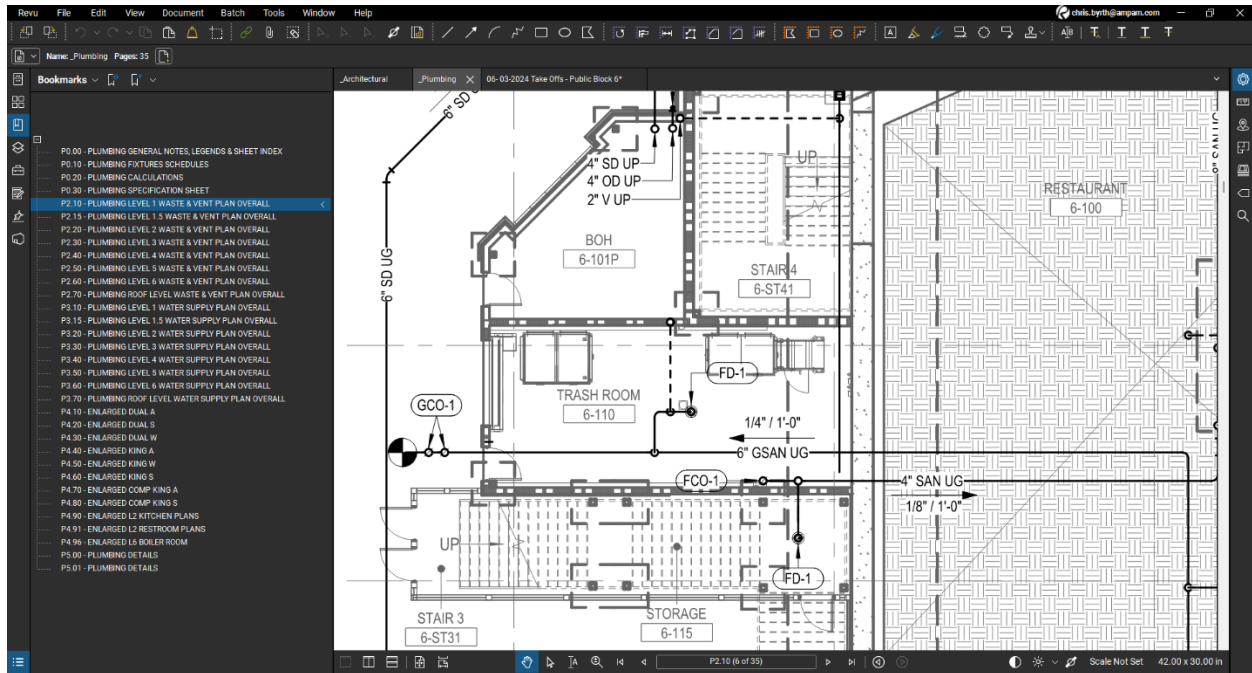 Revu File Edit View Document Batch Tools Window Help chris.byrth@ampam.com
Name: _Plumbing Pages: 35
Bookmarks
_Architectural _Plumbing 06- 03-2024 Take Offs - Public Block 6*
P0.00 - PLUMBING GENERAL NOTES, LEGENDS & SHEET INDEX
P0.10 - PLUMBING FIXTURES SCHEDULES
P0.20 - PLUMBING CALCULATIONS
P0.30 - PLUMBING SPECIFICATION SHEET
P2.10 - PLUMBING LEVEL 1 WASTE & VENT PLAN OVERALL
P2.15 - PLUMBING LEVEL 1.5 WASTE & VENT PLAN OVERALL
P2.20 - PLUMBING LEVEL 2 WASTE & VENT PLAN OVERALL
P2.30 - PLUMBING LEVEL 3 WASTE & VENT PLAN OVERALL
P2.40 - PLUMBING LEVEL 4 WASTE & VENT PLAN OVERALL
P2.50 - PLUMBING LEVEL 5 WASTE & VENT PLAN OVERALL
P2.60 - PLUMBING LEVEL 6 WASTE & VENT PLAN OVERALL
P2.70 - PLUMBING ROOF LEVEL WASTE & VENT PLAN OVERALL
P3.10 - PLUMBING LEVEL 1 WATER SUPPLY PLAN OVERALL
P3.15 - PLUMBING LEVEL 1.5 WATER SUPPLY PLAN OVERALL
P3.20 - PLUMBING LEVEL 2 WATER SUPPLY PLAN OVERALL
P3.30 - PLUMBING LEVEL 3 WATER SUPPLY PLAN OVERALL
P3.40 - PLUMBING LEVEL 4 WATER SUPPLY PLAN OVERALL
P3.50 - PLUMBING LEVEL 5 WATER SUPPLY PLAN OVERALL
P3.60 - PLUMBING LEVEL 6 WATER SUPPLY PLAN OVERALL
P3.70 - PLUMBING ROOF LEVEL WATER SUPPLY PLAN OVERALL
P4.10 - ENLARGED DUAL A
P4.20 - ENLARGED DUAL S
P4.30 - ENLARGED DUAL W
P4.40 - ENLARGED KING A
P4.50 - ENLARGED KING W
P4.60 - ENLARGED KING S
P4.70 - ENLARGED COMP KING A
P4.80 - ENLARGED COMP KING S
P4.90 - ENLARGED L2 KITCHEN PLANS
P4.91 - ENLARGED L2 RESTROOM PLANS
P4.96 - ENLARGED L6 BOILER ROOM
P5.00 - PLUMBING DETAILS
P5.01 - PLUMBING DETAILS
6" SD UG
4" SD UP
4" OD UP
2" V UP
UP
RESTAURANT
6-100
BOH
6-101P
6" SD UG
STAIR 4
6-ST41
FD-1
TRASH ROOM
6-110
GCO-1
1/4" / 1'-0"
6" GSAN UG
FCO-1
4" SAN UG
1/8" / 1'-0"
UP
FD-1
STAIR 3
6-ST31
STORAGE
6-115
P2.10 (6 of 35)
Scale Not Set 42.00 x 30.00 in